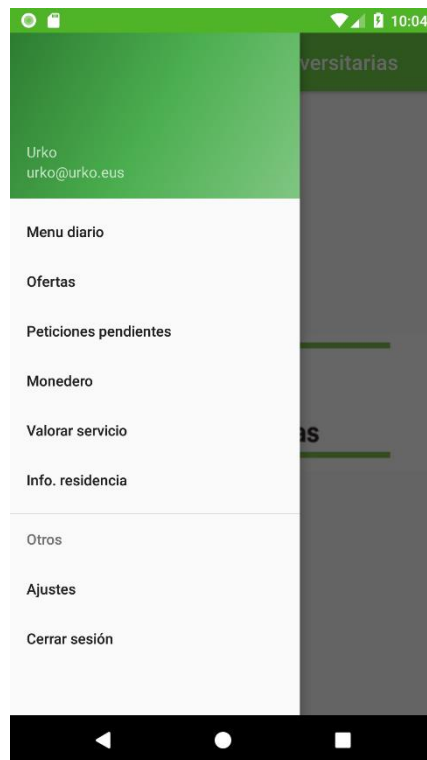 10:04
versitarias
Urko
urko@urko.eus
Menu diario
Ofertas
Peticiones pendientes
Monedero
as
Valorar servicio
Info. residencia
Otros
Ajustes
Cerrar sesión